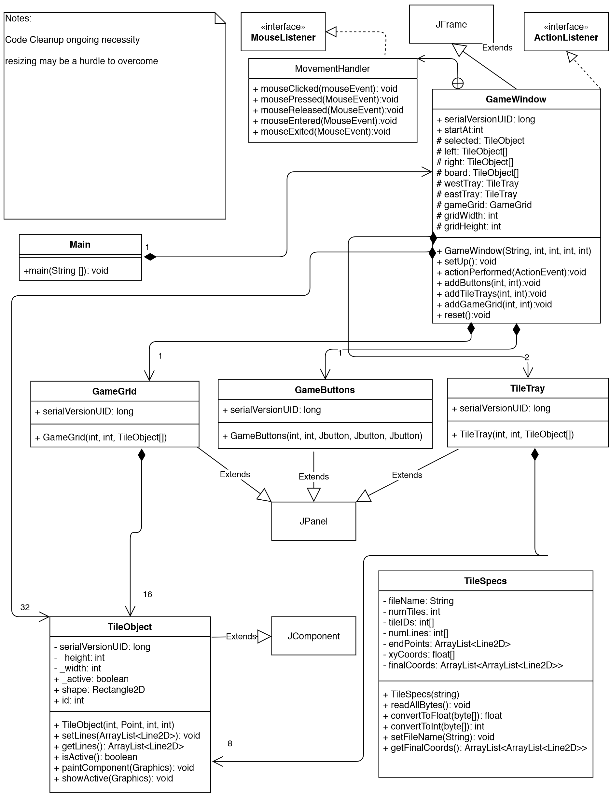 Notes:
Code Cleanup ongoing necessity
resizing may be a hurdle to overcome
«interface»
MouseListener
JFrame
«interface»
ActionListener
Extends
MovementHandler
+ mouseClicked(mouseEvent): void
+ mousePressed(MouseEvent):void
+ mouseReleased(MouseEvent):void
+ mouseEntered(MouseEvent):void
+ mouseExited(MouseEvent):void
GameWindow
+ serialVersionUID: long
+ startAt:int
# selected: TileObject
# left: TileObject[]
# right: TileObject[]
# board: TileObject[]
# westTray: TileTray
# eastTray: TileTray
# gameGrid: GameGrid
# gridWidth: int
# gridHeight: int
+ GameWindow(String, int, int, int, int)
+ setUp(): void
+ actionPerformed(ActionEvent):void
+ addButtons(int, int):void
+ addTileTrays(int, int):void
+ addGameGrid(int, int):void
+ reset():void
Main
+main(String []): void
1
1
1
2
GameGrid
+ serialVersionUID: long
+ GameGrid(int, int, TileObject[])
GameButtons
+ serialVersionUID: long
+ GameButtons(int, int, Jbutton, Jbutton, Jbutton)
TileTray
+ serialVersionUID: long
+ TileTray(int, int, TileObject[])
Extends
Extends
Extends
JPanel
32
16
8
TileObject
- serialVersionUID: long
- _height: int
- _width: int
+ _active: boolean
+ shape: Rectangle2D
+ id: int
+ TileObject(int, Point, int, int)
+ setLines(ArrayList<Line2D>): void
+ getLines(): ArrayList<Line2D>
+ isActive(): boolean
+ paintComponent(Graphics): void
+ showActive(Graphics): void
Extends
JComponent
TileSpecs
- fileName: String
- numTiles: int
- tileIDs: int[]
- numLines: int[]
- endPoints: ArrayList<Line2D>
- xyCoords: float[]
- finalCoords: ArrayList<ArrayList<Line2D>>
+ TileSpecs(string)
+ readAllBytes(): void
+ convertToFloat(byte[]): float
+ convertToInt(byte[]): int
+ setFileName(String): void
+ getFinalCoords(): ArrayList<ArrayList<Line2D>>